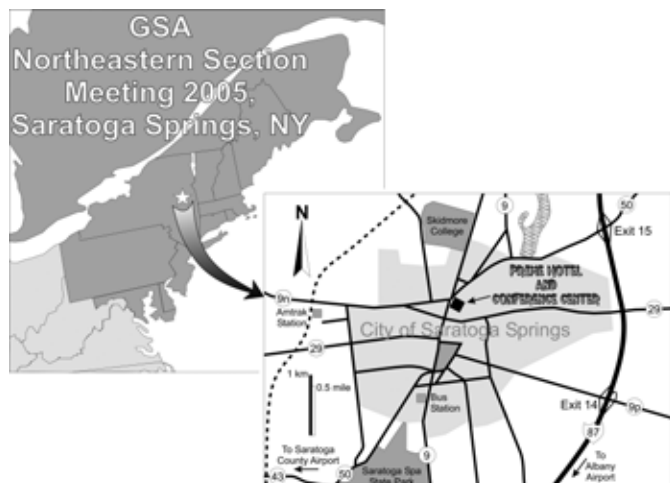 GSA
Northeastern Section
Meeting 2005,
Saratoga Springs, NY
N
9
50
Skidmore
College
Exit 15
PRIME HOTEL
AND
CONFERENCE CENTER
9n
Amtrak
Station
29
City of Saratoga Springs
29
1 km
0.5 mile
Bus
Station
Exit 14
9p
87
To Saratoga
County Airport
To
Albany
Airport
43
50
Saratoga Spa
State Park
9